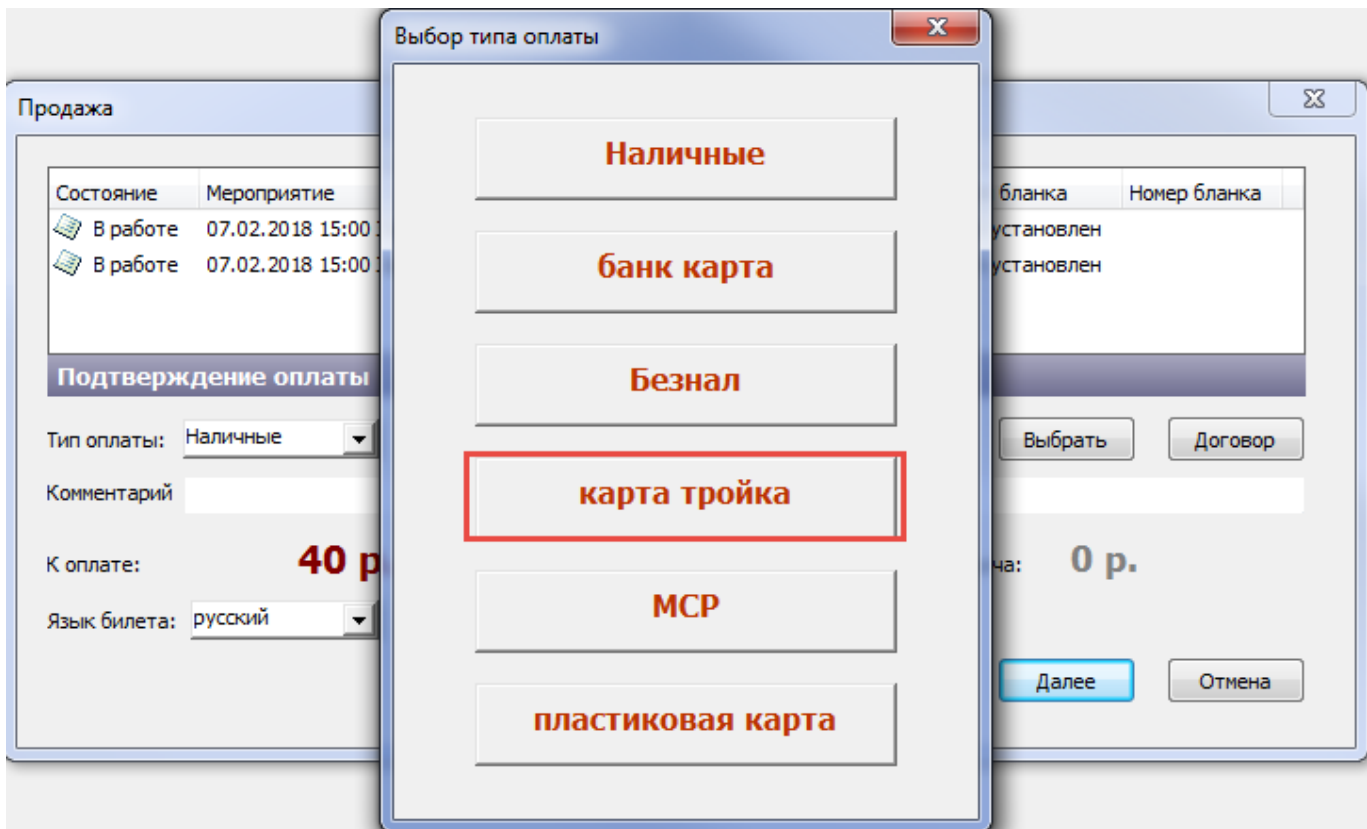 Выбор типа оплаты
Продажа
Наличные
Состояние Мероприятие бланка Номер бланка
В работе 07.02.2018 15:00 установлен
В работе 07.02.2018 15:00 установлен
банк карта
Безнал
Подтверждение оплаты
Тип оплаты: Наличные Выбрать Договор
карта тройка
Комментарий
К оплате: 40 р 0 р.
МСР
Язык билета: русский
Далее Отмена
пластиковая карта